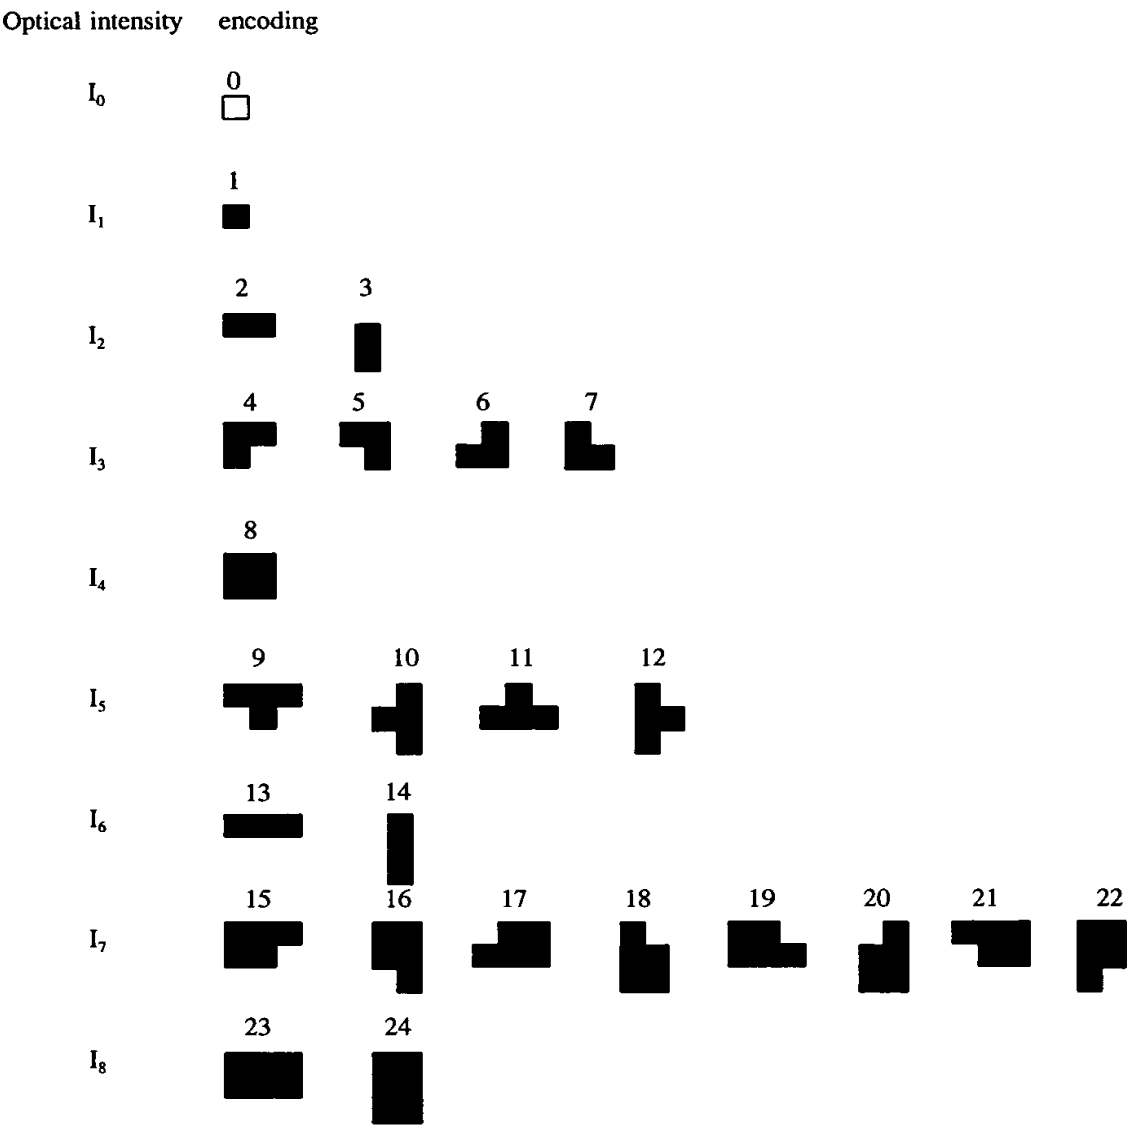 Optical intensity encoding
0
I₀
1
I₁
2 3
I₂
4 5 6 7
I₃
8
I₄
9 10 11 12
I₅
13 14
I₆
15 16 17 18 19 20 21 22
I₇
23 24
I₈